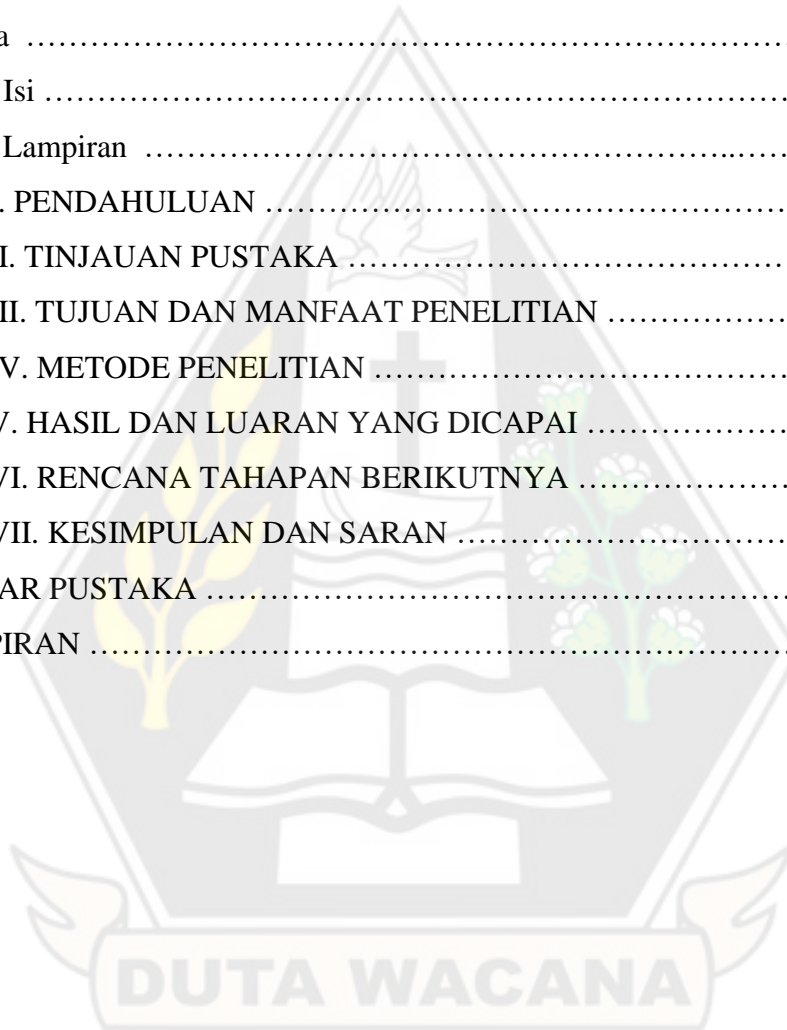 a ……………………………………………………………………
Isi ……………………………………………………………………
Lampiran …………………………………………………..……
. PENDAHULUAN ………………………………………………
I. TINJAUAN PUSTAKA ………………………………………
II. TUJUAN DAN MANFAAT PENELITIAN ………………
V. METODE PENELITIAN ……………………………………
V. HASIL DAN LUARAN YANG DICAPAI …………………
VI. RENCANA TAHAPAN BERIKUTNYA …………………
VII. KESIMPULAN DAN SARAN ……………………………
AR PUSTAKA ……………………………………………………
PIRAN ………………………………………………………………
DUTA WACANA